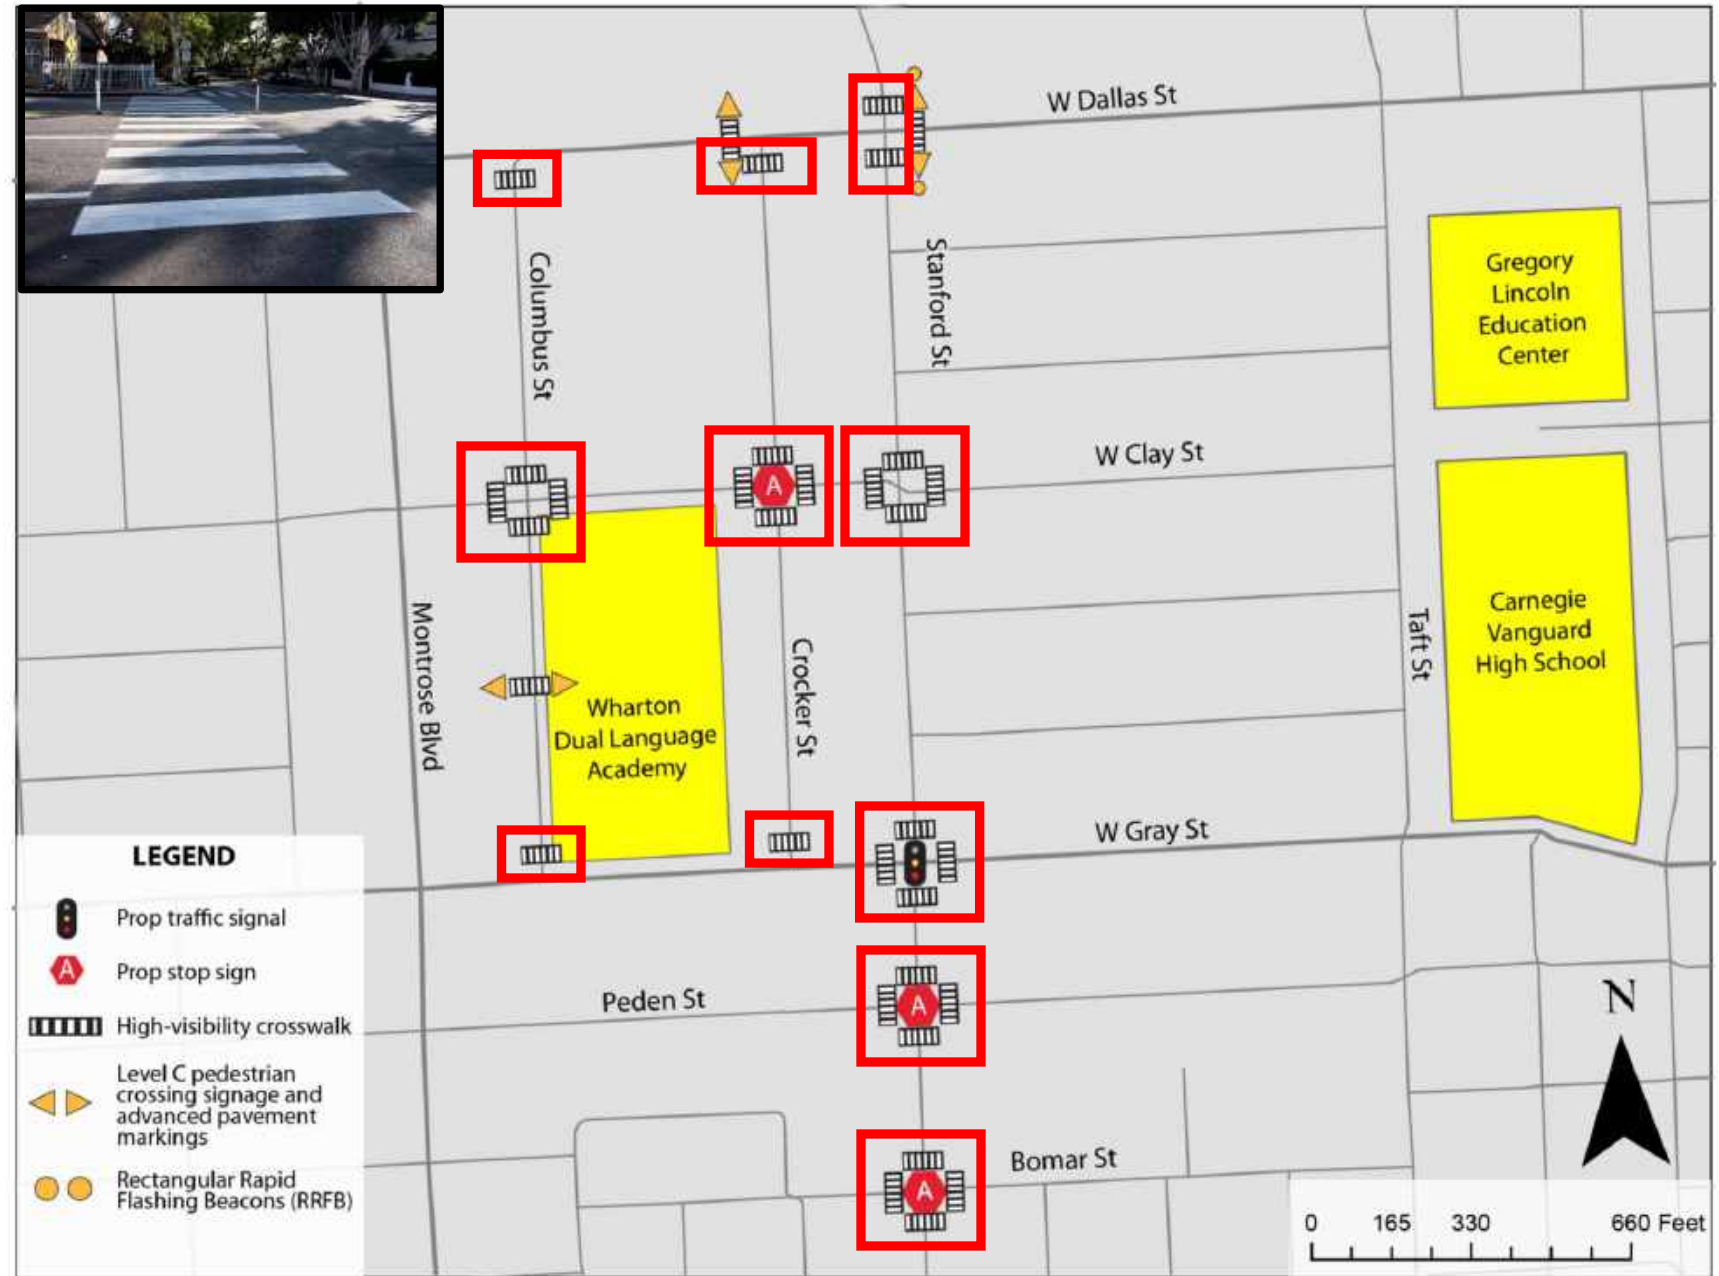 W Dallas St
Columbus St
Stanford St
Gregory
Lincoln
Education
Center
W Clay St
A
Montrose Blvd
Crocker St
Taft St
Wharton
Dual Language
Academy
Carnegie
Vanguard
High School
W Gray St
Peden St
A
Bomar St
A
LEGEND
Prop traffic signal
A Prop stop sign
High-visibility crosswalk
Level C pedestrian
crossing signage and
advanced pavement
markings
Rectangular Rapid
Flashing Beacons (RRFB)
N
0 165 330 660 Feet